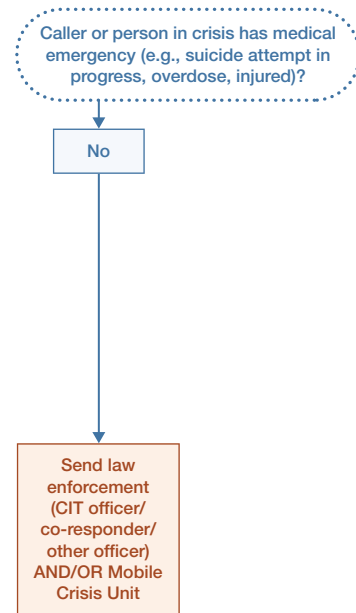 Caller or person in crisis has medical
emergency (e.g., suicide attempt in
progress, overdose, injured)?
No
Send law
enforcement
(CIT officer/
co-responder/
other officer)
AND/OR Mobile
Crisis Unit